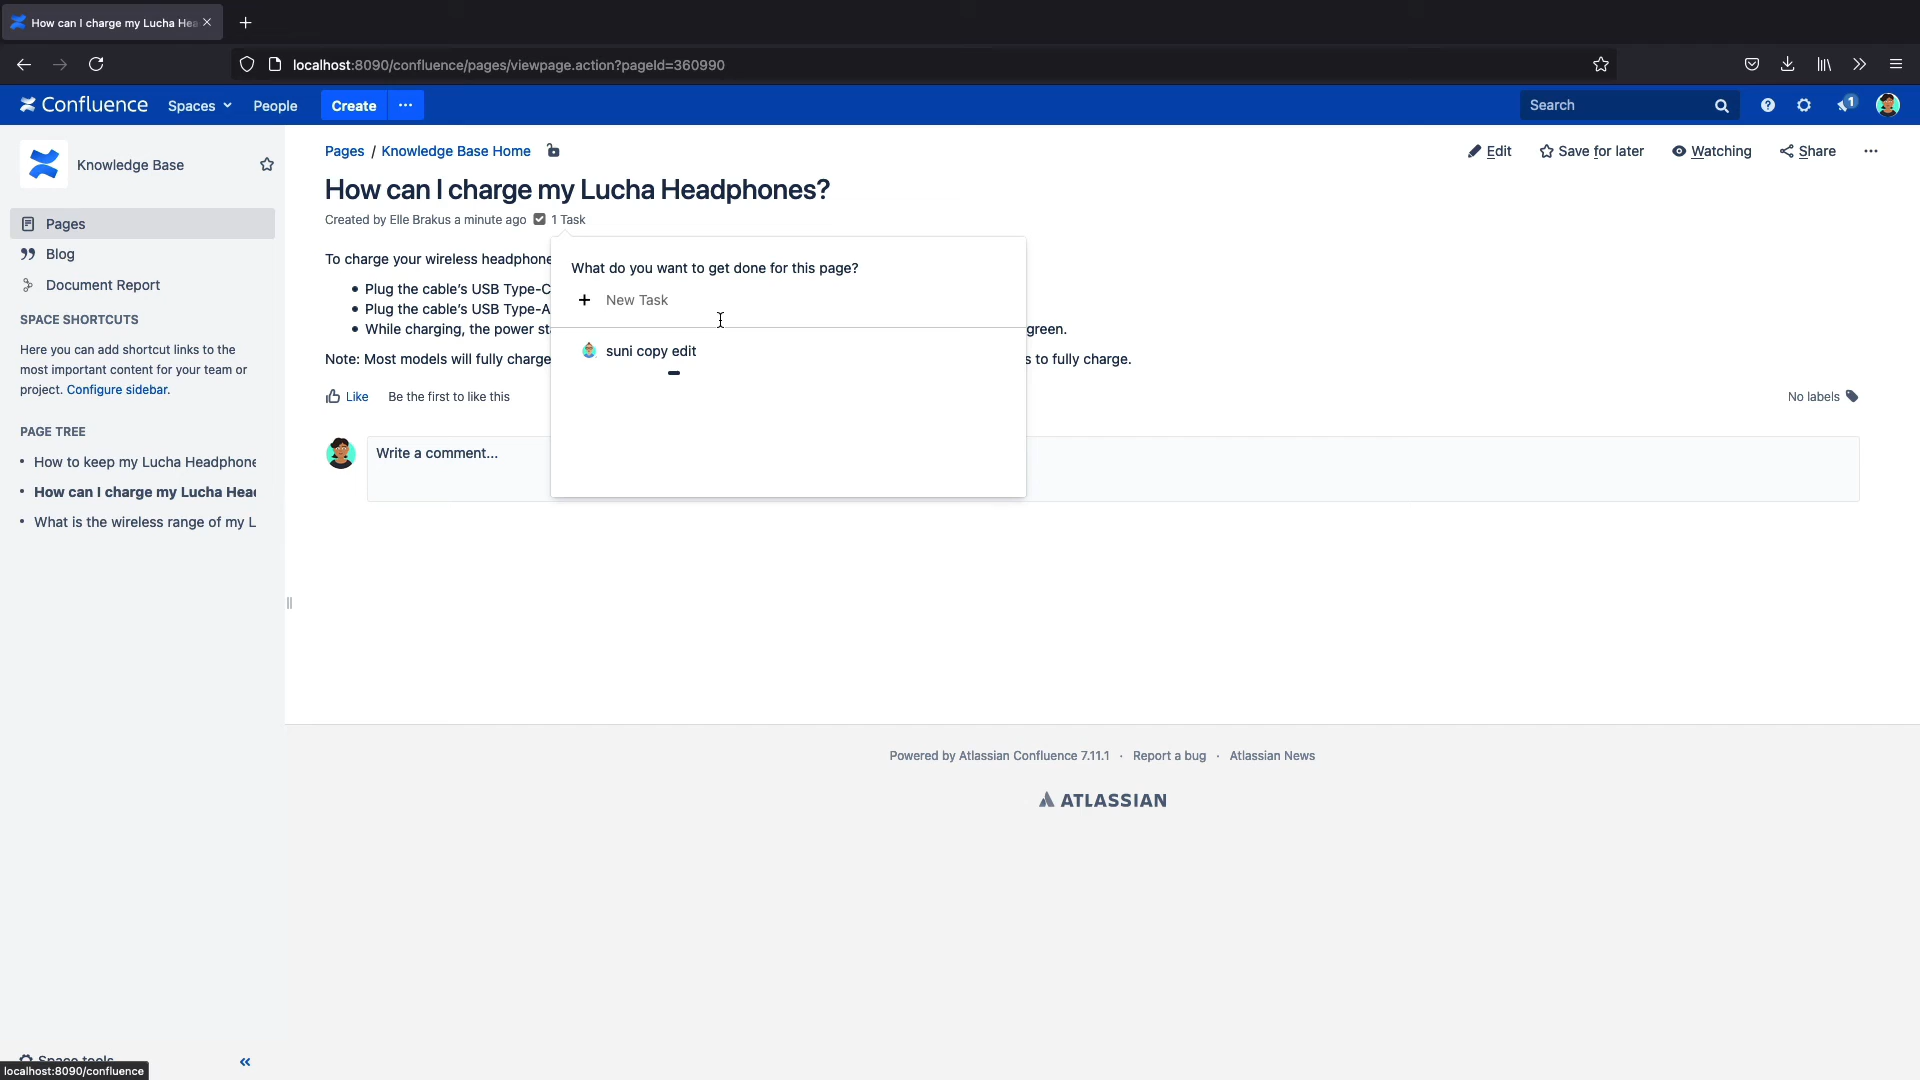 How can I charge my Lucha Hea
localhost:8090/confluence/pages/viewpage.action?pageId=360990
Confluence Spaces People Create ··· Search 1
Knowledge Base
Pages
Blog
Document Report
SPACE SHORTCUTS
Here you can add shortcut links to the
most important content for your team or
project. Configure sidebar.
PAGE TREE
• How to keep my Lucha Headphone
• How can I charge my Lucha Hea
• What is the wireless range of my L
Space tools
localhost:8090/confluence
Pages / Knowledge Base Home
Edit Save for later Watching Share ···
How can I charge my Lucha Headphones?
Created by Elle Brakus a minute ago 1 Task
To charge your wireless headphone
• Plug the cable's USB Type-C
• Plug the cable's USB Type-A
• While charging, the power st green.
Note: Most models will fully charge s to fully charge.
What do you want to get done for this page?
+ New Task
suni copy edit
Like Be the first to like this
No labels
Write a comment...
Powered by Atlassian Confluence 7.11.1 · Report a bug · Atlassian News
ATLASSIAN